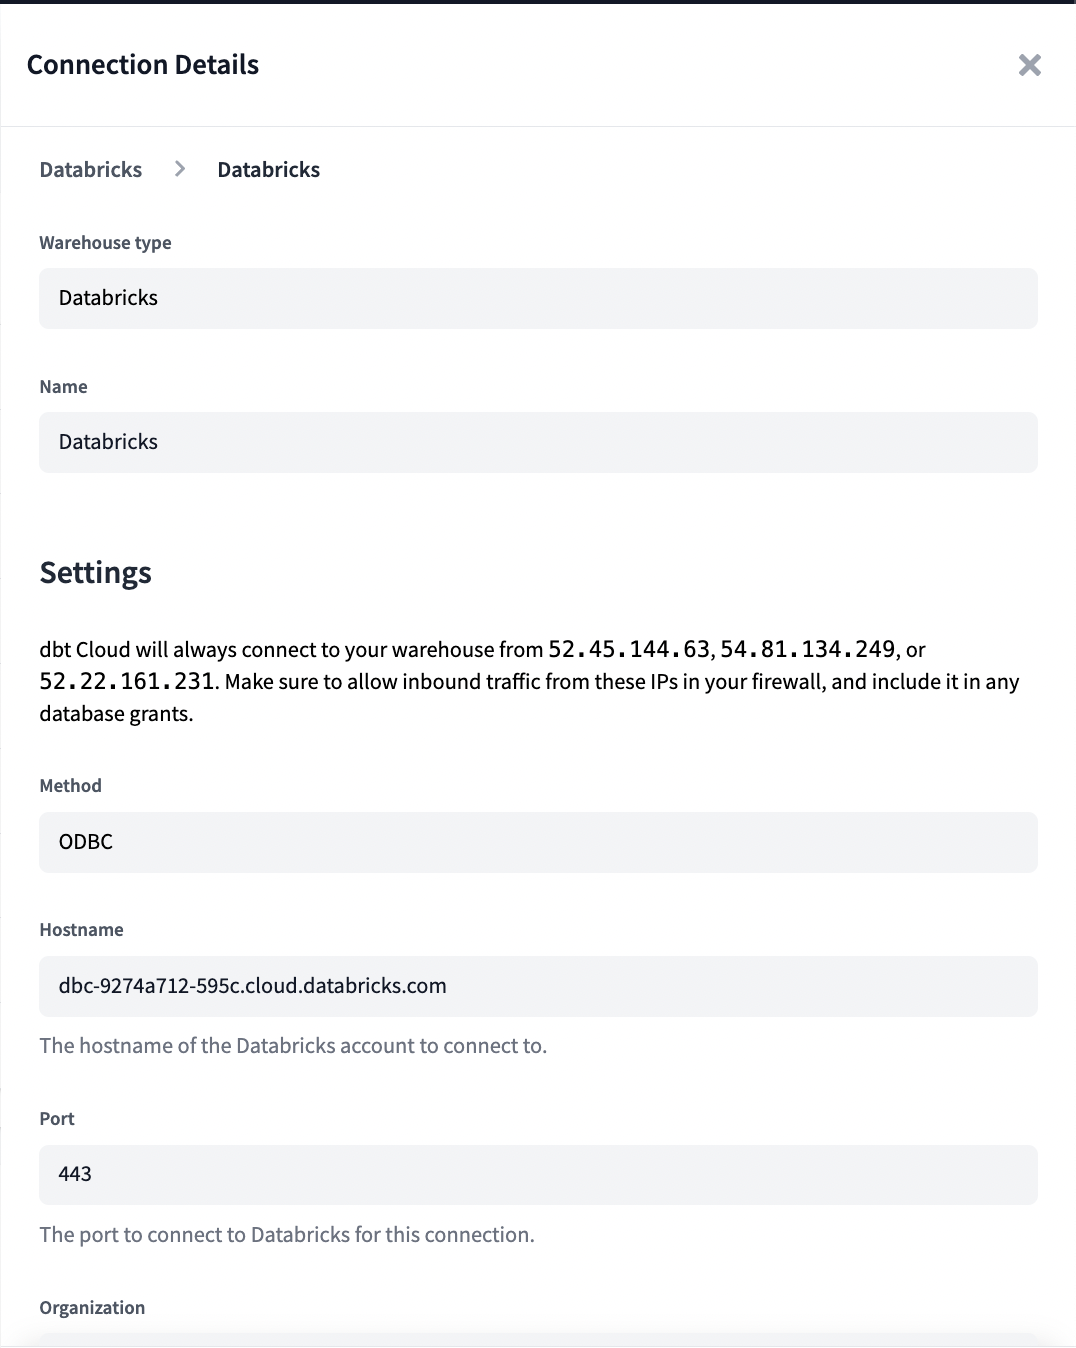 Connection Details
Databricks > Databricks
Warehouse type
Databricks
Name
Databricks
Settings
dbt Cloud will always connect to your warehouse from 52.45.144.63, 54.81.134.249, or
52.22.161.231. Make sure to allow inbound traffic from these IPs in your firewall, and include it in any
database grants.
Method
ODBC
Hostname
dbc-9274a712-595c.cloud.databricks.com
The hostname of the Databricks account to connect to.
Port
443
The port to connect to Databricks for this connection.
Organization